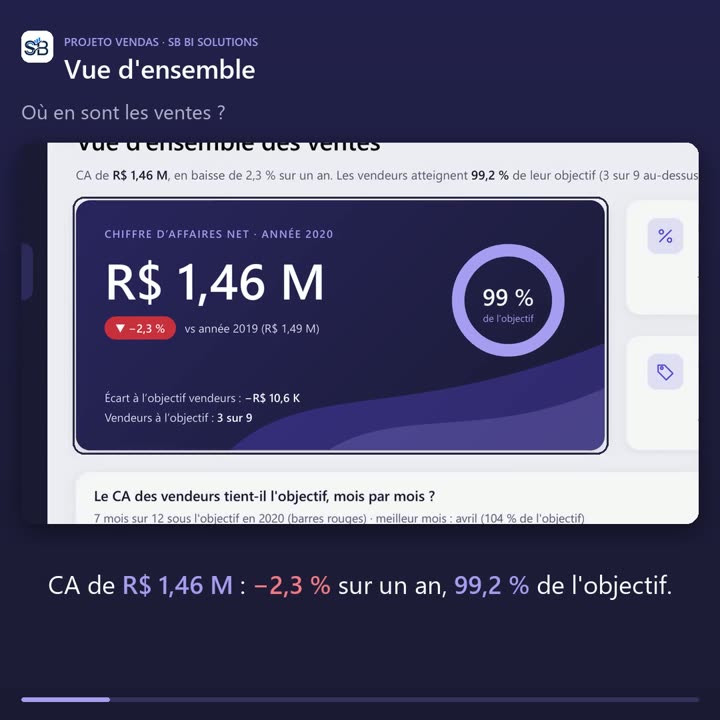 SB
PROJETO VENDAS · SB BI SOLUTIONS
Vue d'ensemble
Où en sont les ventes ?
Vue d'ensemble des ventes
CA de R$ 1,46 M, en baisse de 2,3 % sur un an. Les vendeurs atteignent 99,2 % de leur objectif (3 sur 9 au-dessus
CHIFFRE D’AFFAIRES NET · ANNÉE 2020
R$ 1,46 M
▼ −2,3 % vs année 2019 (R$ 1,49 M)
99 %
de l’objectif
Écart à l’objectif vendeurs : −R$ 10,6 K
Vendeurs à l’objectif : 3 sur 9
%
Le CA des vendeurs tient-il l'objectif, mois par mois ?
7 mois sur 12 sous l'objectif en 2020 (barres rouges) · meilleur mois : avril (104 % de l'objectif)
CA de R$ 1,46 M : −2,3 % sur un an, 99,2 % de l'objectif.